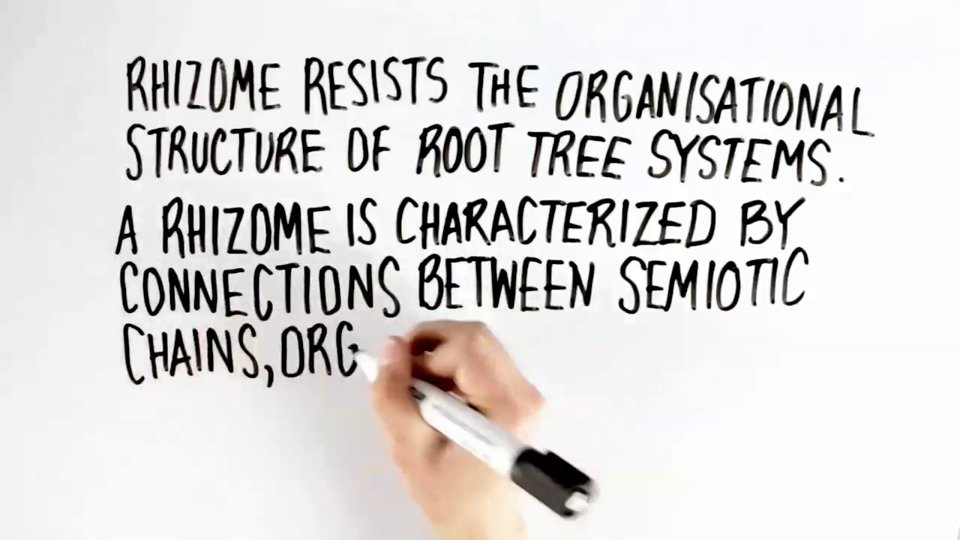 RHIZOME RESISTS THE ORGANISATIONAL
STRUCTURE OF ROOT TREE SYSTEMS.
A RHIZOME IS CHARACTERIZED BY
CONNECTIONS BETWEEN SEMIOTIC
CHAINS, ORG